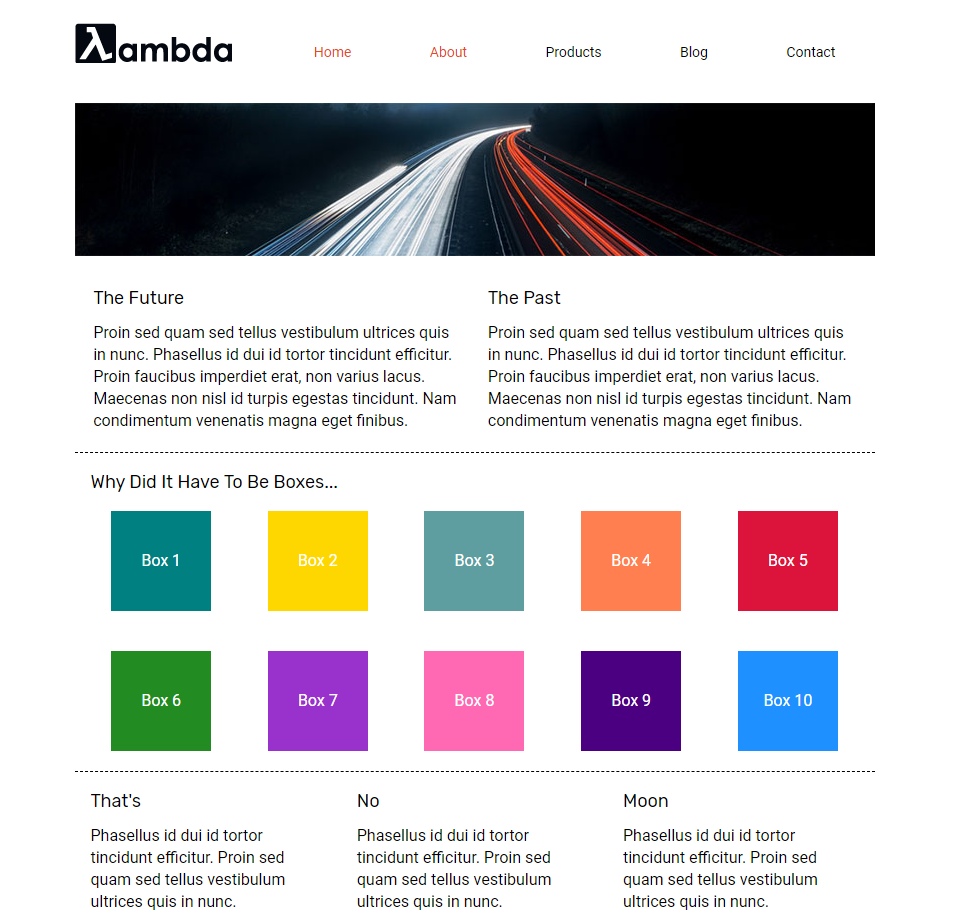 λambda
Home About Products Blog Contact
The Future
Proin sed quam sed tellus vestibulum ultrices quis
in nunc. Phasellus id dui id tortor tincidunt efficitur.
Proin faucibus imperdiet erat, non varius lacus.
Maecenas non nisl id turpis egestas tincidunt. Nam
condimentum venenatis magna eget finibus.
The Past
Proin sed quam sed tellus vestibulum ultrices quis
in nunc. Phasellus id dui id tortor tincidunt efficitur.
Proin faucibus imperdiet erat, non varius lacus.
Maecenas non nisl id turpis egestas tincidunt. Nam
condimentum venenatis magna eget finibus.
Why Did It Have To Be Boxes...
Box 1 Box 2 Box 3 Box 4 Box 5
Box 6 Box 7 Box 8 Box 9 Box 10
That's
Phasellus id dui id tortor
tincidunt efficitur. Proin sed
quam sed tellus vestibulum
ultrices quis in nunc.
No
Phasellus id dui id tortor
tincidunt efficitur. Proin sed
quam sed tellus vestibulum
ultrices quis in nunc.
Moon
Phasellus id dui id tortor
tincidunt efficitur. Proin sed
quam sed tellus vestibulum
ultrices quis in nunc.